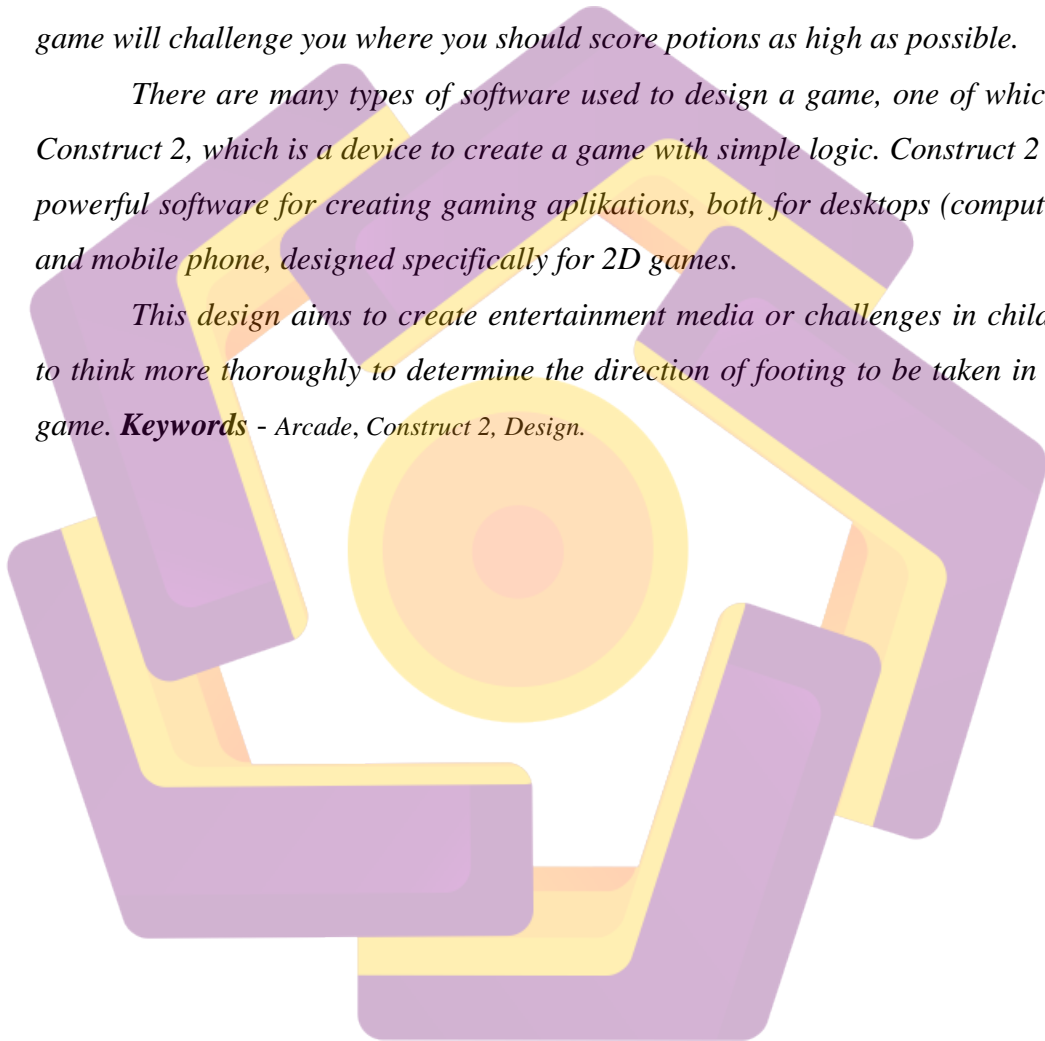 game will challenge you where you should score potions as high as possible.
There are many types of software used to design a game, one of whic
Construct 2, which is a device to create a game with simple logic. Construct 2
powerful software for creating gaming aplikations, both for desktops (comput
and mobile phone, designed specifically for 2D games.
This design aims to create entertainment media or challenges in child
to think more thoroughly to determine the direction of footing to be taken in
game. Keywords - Arcade, Construct 2, Design.